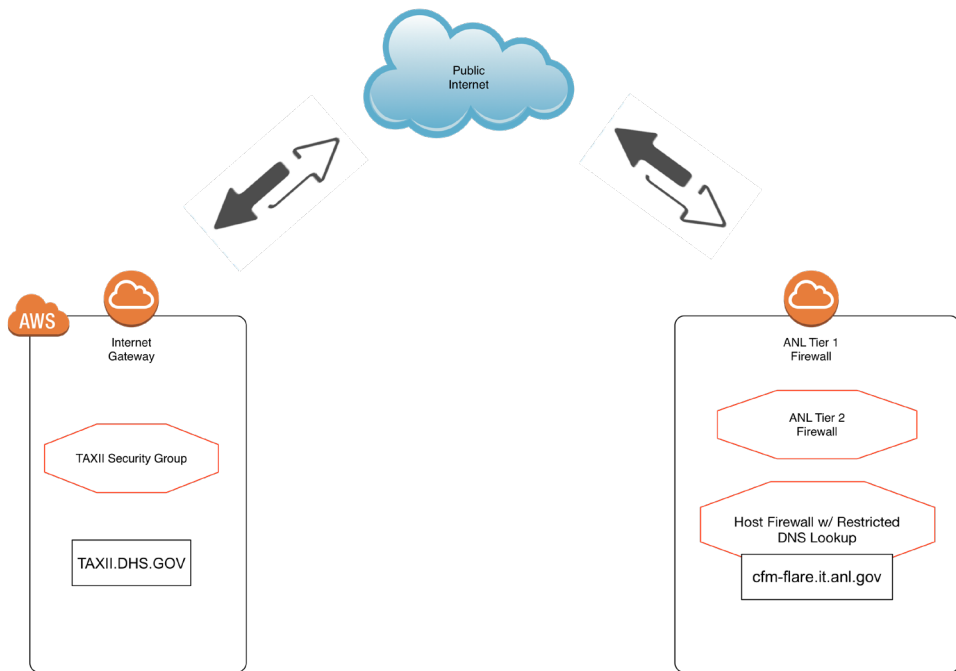 Public
Internet
AWS
Internet
Gateway
TAXII Security Group
TAXII.DHS.GOV
ANL Tier 1
Firewall
ANL Tier 2
Firewall
Host Firewall w/ Restricted
DNS Lookup
cfm-flare.it.anl.gov